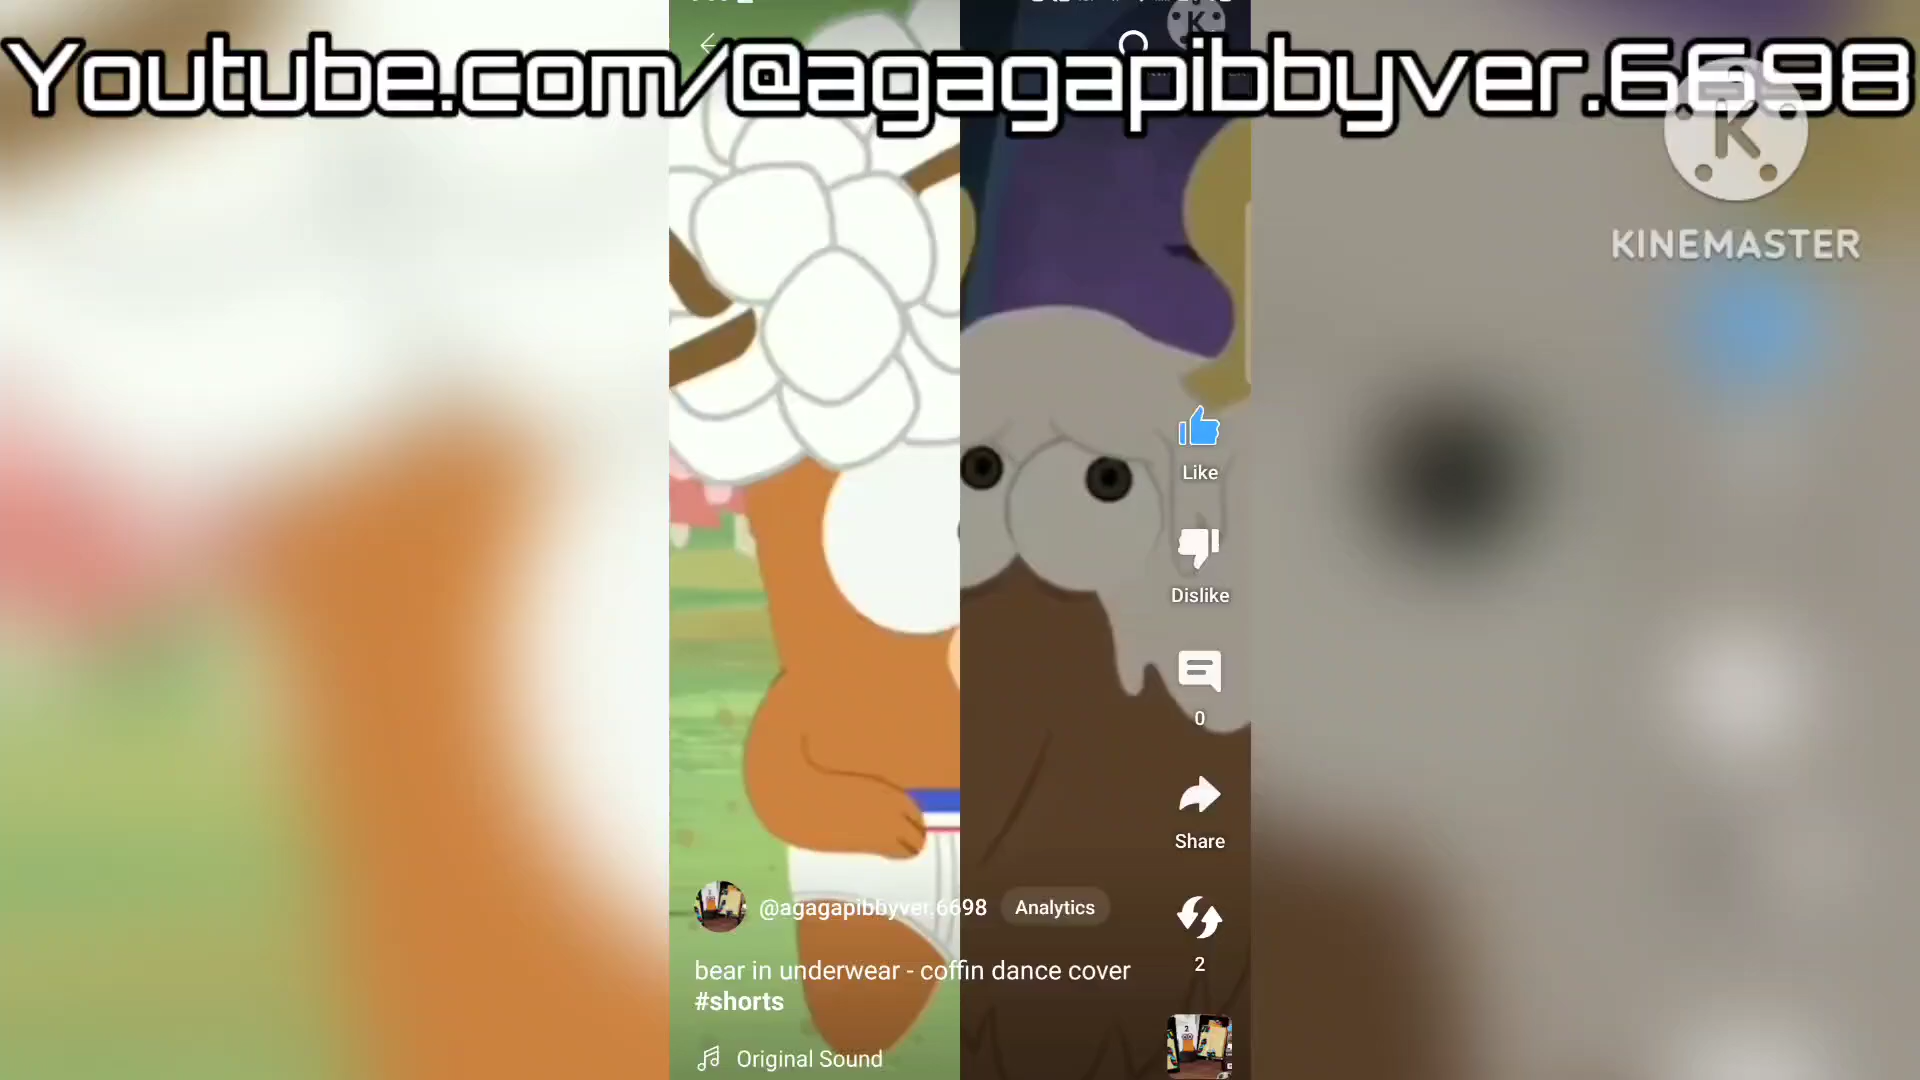 Youtube.com/@agagapibbyver.6698
K
KINEMASTER
Like
Dislike
0
Share
@agagapibbyver.6698 Analytics
2
bear in underwear - coffin dance cover
#shorts
Original Sound